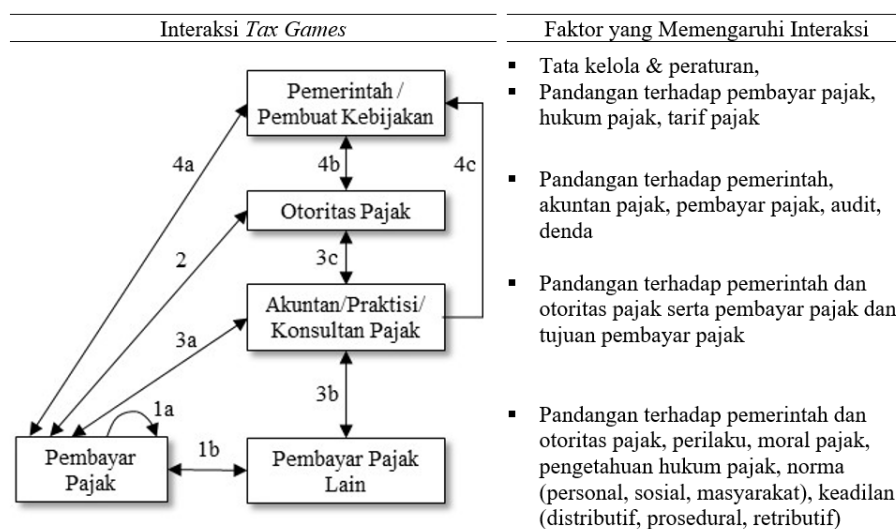 Interaksi Tax Games
Faktor yang Memengaruhi Interaksi
Pemerintah /
Pembuat Kebijakan
4a
4b
4c
Otoritas Pajak
2
3c
Akuntan/Praktisi/
Konsultan Pajak
3a
3b
1a
Pembayar
Pajak
1b
Pembayar Pajak
Lain
▪ Tata kelola & peraturan,
▪ Pandangan terhadap pembayar pajak,
hukum pajak, tarif pajak
▪ Pandangan terhadap pemerintah,
akuntan pajak, pembayar pajak, audit,
denda
▪ Pandangan terhadap pemerintah dan
otoritas pajak serta pembayar pajak dan
tujuan pembayar pajak
▪ Pandangan terhadap pemerintah dan
otoritas pajak, perilaku, moral pajak,
pengetahuan hukum pajak, norma
(personal, sosial, masyarakat), keadilan
(distributif, prosedural, retributif)